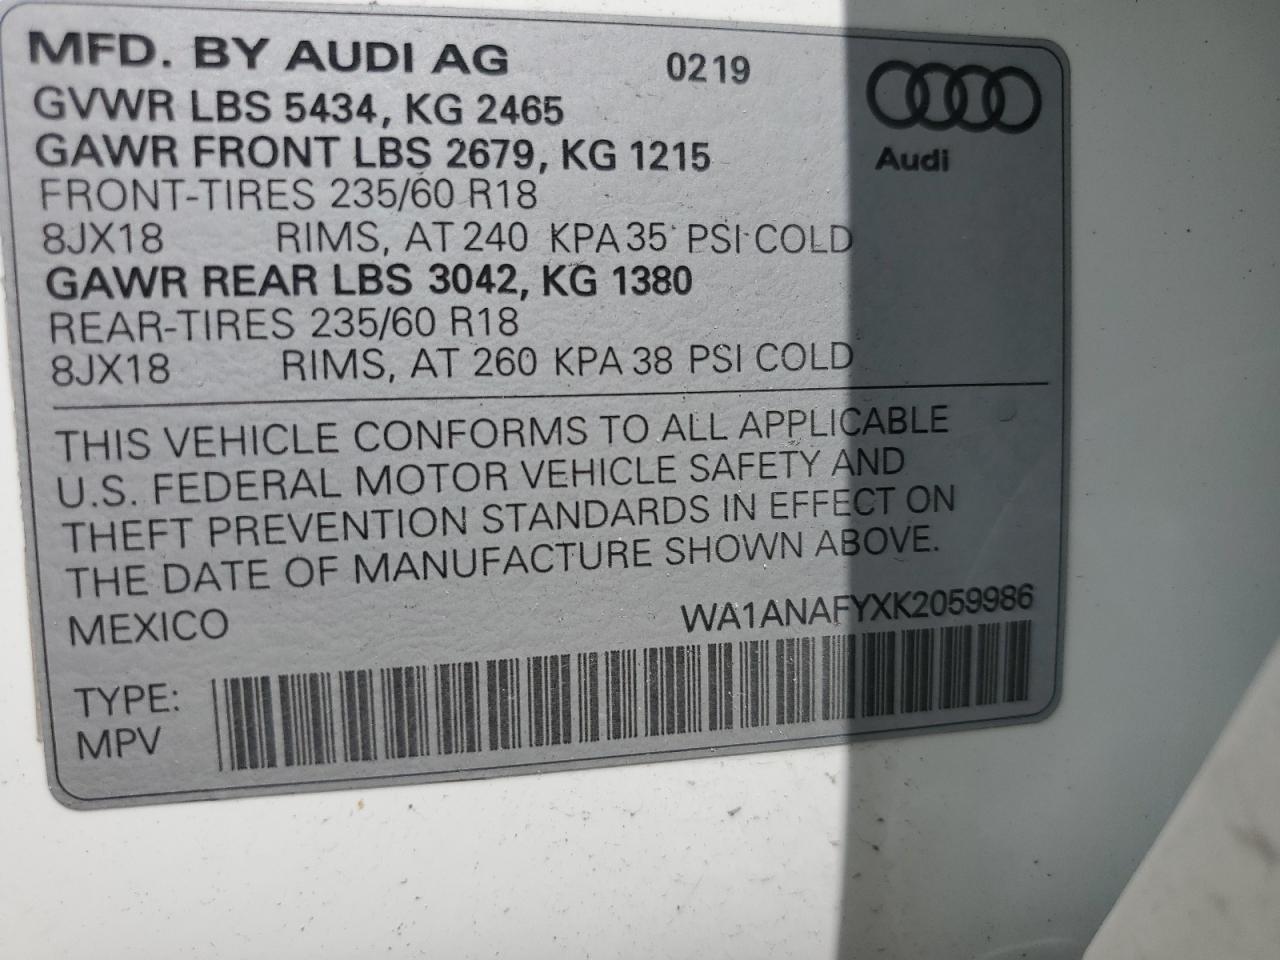 MFD. BY AUDI AG 0219
GVWR LBS 5434, KG 2465
GAWR FRONT LBS 2679, KG 1215
Audi
FRONT-TIRES 235/60 R18
8JX18 RIMS, AT 240 KPA 35 PSI COLD
GAWR REAR LBS 3042, KG 1380
REAR-TIRES 235/60 R18
8JX18 RIMS, AT 260 KPA 38 PSI COLD
THIS VEHICLE CONFORMS TO ALL APPLICABLE
U.S. FEDERAL MOTOR VEHICLE SAFETY AND
THEFT PREVENTION STANDARDS IN EFFECT ON
THE DATE OF MANUFACTURE SHOWN ABOVE.
MEXICO WA1ANAFYXK2059986
TYPE:
MPV